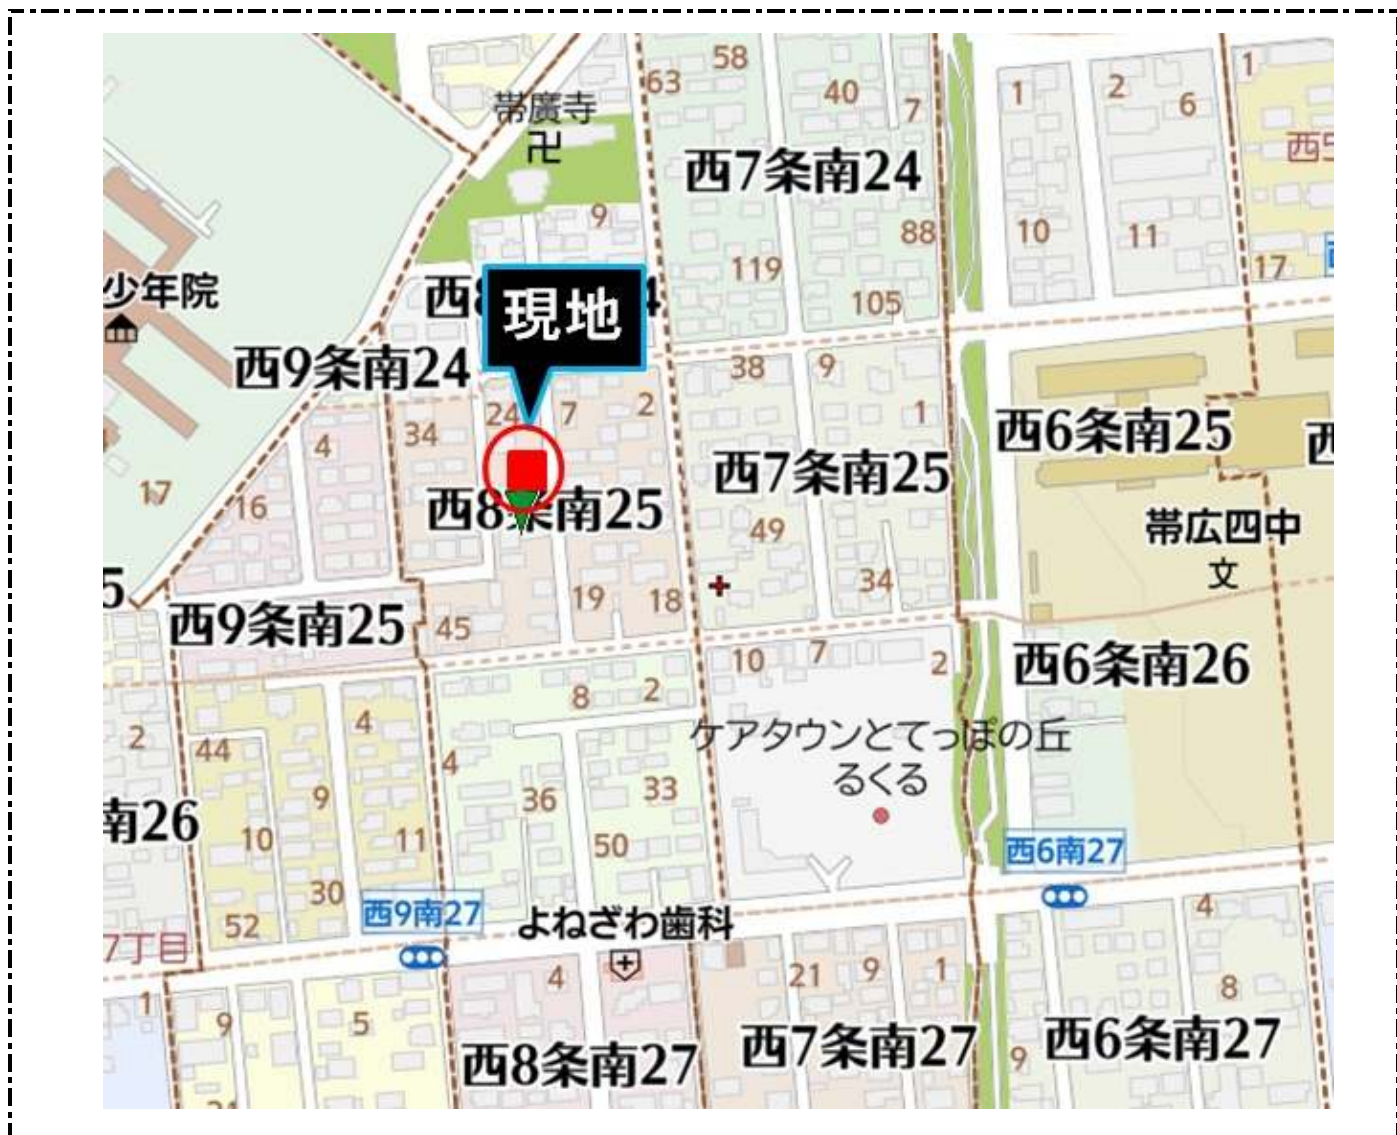 58
63
40
7
1
2
6
1
帯廣寺
卍
西7条南24
9
88
10
11
17
119
105
少年院
西8
4
現地
西9条南24
38
9
24
7
2
1
西6条南25
34
4
西7条南25
17
16
西8条南25
49
帯広四中
文
34
5
19
18
西9条南25
45
10
7
2
西6条南26
8
2
4
2
44
4
ケアタウンとてっぽの丘
るくる
36
33
9
南26
10
11
50
西6南27
30
西9南27
52
よねざわ歯科
4
7丁目
4
21
9
1
8
1
9
5
西8条南27
西7条南27
9
西6条南27